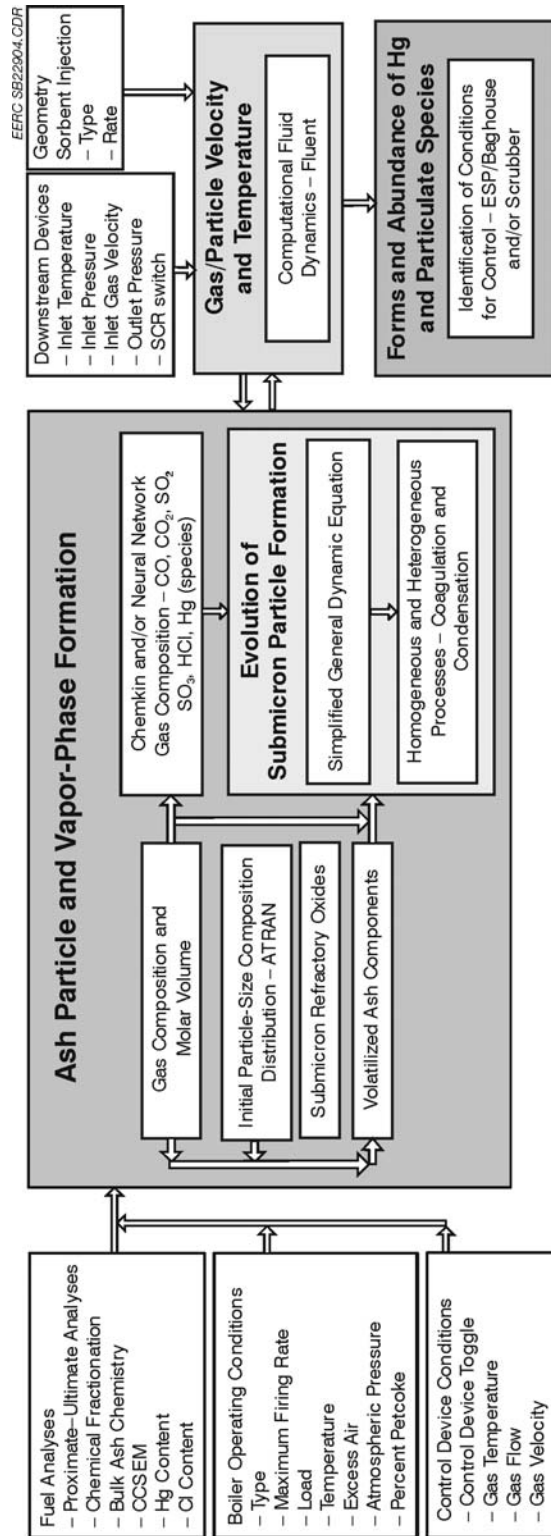 EERC SB22904.CDR
Fuel Analyses
– Proximate–Ultimate Analyses
– Chemical Fractionation
– Bulk Ash Chemistry
– CCSEM
– Hg Content
– Cl Content
Boiler Operating Conditions
– Type
– Maximum Firing Rate
– Load
– Temperature
– Excess Air
– Atmospheric Pressure
– Percent Petcoke
Control Device Conditions
– Control Device Toggle
– Gas Temperature
– Gas Flow
– Gas Velocity
Ash Particle and Vapor-Phase Formation
Gas Composition and
Molar Volume
Initial Particle-Size Composition
Distribution – ATRAN
Submicron Refractory Oxides
Volatilized Ash Components
Chemkin and/or Neural Network
Gas Composition – CO, CO₂, SO₂
SO₃, HCl, Hg (species)
Evolution of
Submicron Particle Formation
Simplified General Dynamic Equation
Homogeneous and Heterogeneous
Processes – Coagulation and
Condensation
Downstream Devices
– Inlet Temperature
– Inlet Pressure
– Inlet Gas Velocity
– Outlet Pressure
– SCR switch
Geometry
Sorbent Injection
– Type
– Rate
Gas/Particle Velocity
and Temperature
Computational Fluid
Dynamics – Fluent
Forms and Abundance of Hg
and Particulate Species
Identification of Conditions
for Control – ESP/Baghouse
and/or Scrubber